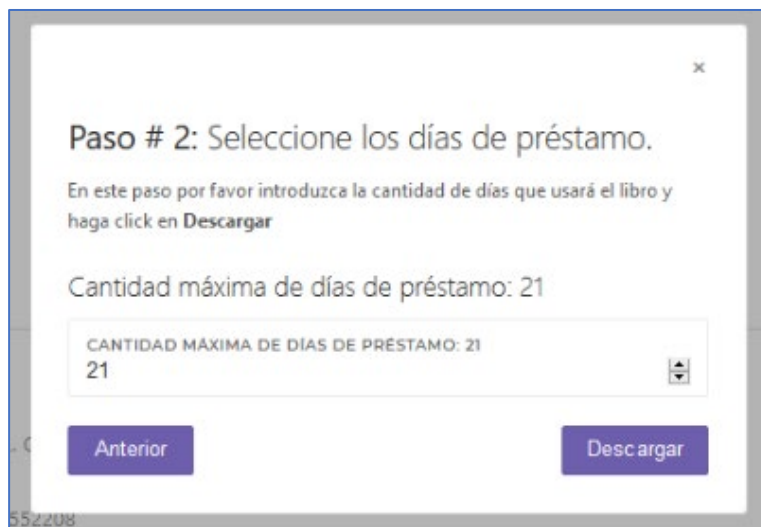 ×
Paso # 2: Seleccione los días de préstamo.
En este paso por favor introduzca la cantidad de días que usará el libro y
haga click en Descargar
Cantidad máxima de días de préstamo: 21
CANTIDAD MÁXIMA DE DÍAS DE PRÉSTAMO: 21
21
Anterior
Descargar
552208